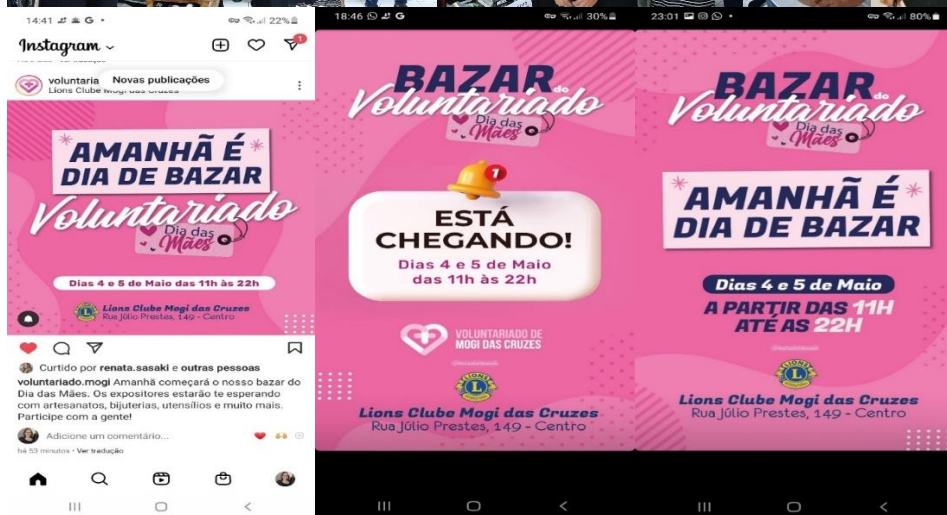 14:41
G
22%
Instagram
1
voluntaria
Novas publicações
Lions Clube Mogi das Cruzes
AMANHÃ É
DIA DE BAZAR
Voluntariado
Dia das
Mães
Dias 4 e 5 de Maio das 11h às 22h
Lions Clube Mogi das Cruzes
Rua Júlio Prestes, 149 - Centro
Curtido por renata.sasaki e outras pessoas
voluntariado.mogi Amanhã começará o nosso bazar do
Dia das Mães. Os expositores estarão te esperando
com artesanatos, bijuterias, utensílios e muito mais.
Participe com a gente!
Adicione um comentário...
há 53 minutos • Ver tradução
18:46
G
30%
BAZAR do
Voluntariado
Dia das
Mães
1
ESTÁ
CHEGANDO!
Dias 4 e 5 de Maio
das 11h às 22h
VOLUNTARIADO DE
MOGI DAS CRUZES
LIONS
L
Lions Clube Mogi das Cruzes
Rua Júlio Prestes, 149 - Centro
23:01
80%
BAZAR do
Voluntariado
Dia das
Mães
AMANHÃ É
DIA DE BAZAR
Dias 4 e 5 de Maio
A PARTIR DAS 11H
ATÉ AS 22H
LIONS
L
Lions Clube Mogi das Cruzes
Rua Júlio Prestes, 149 - Centro